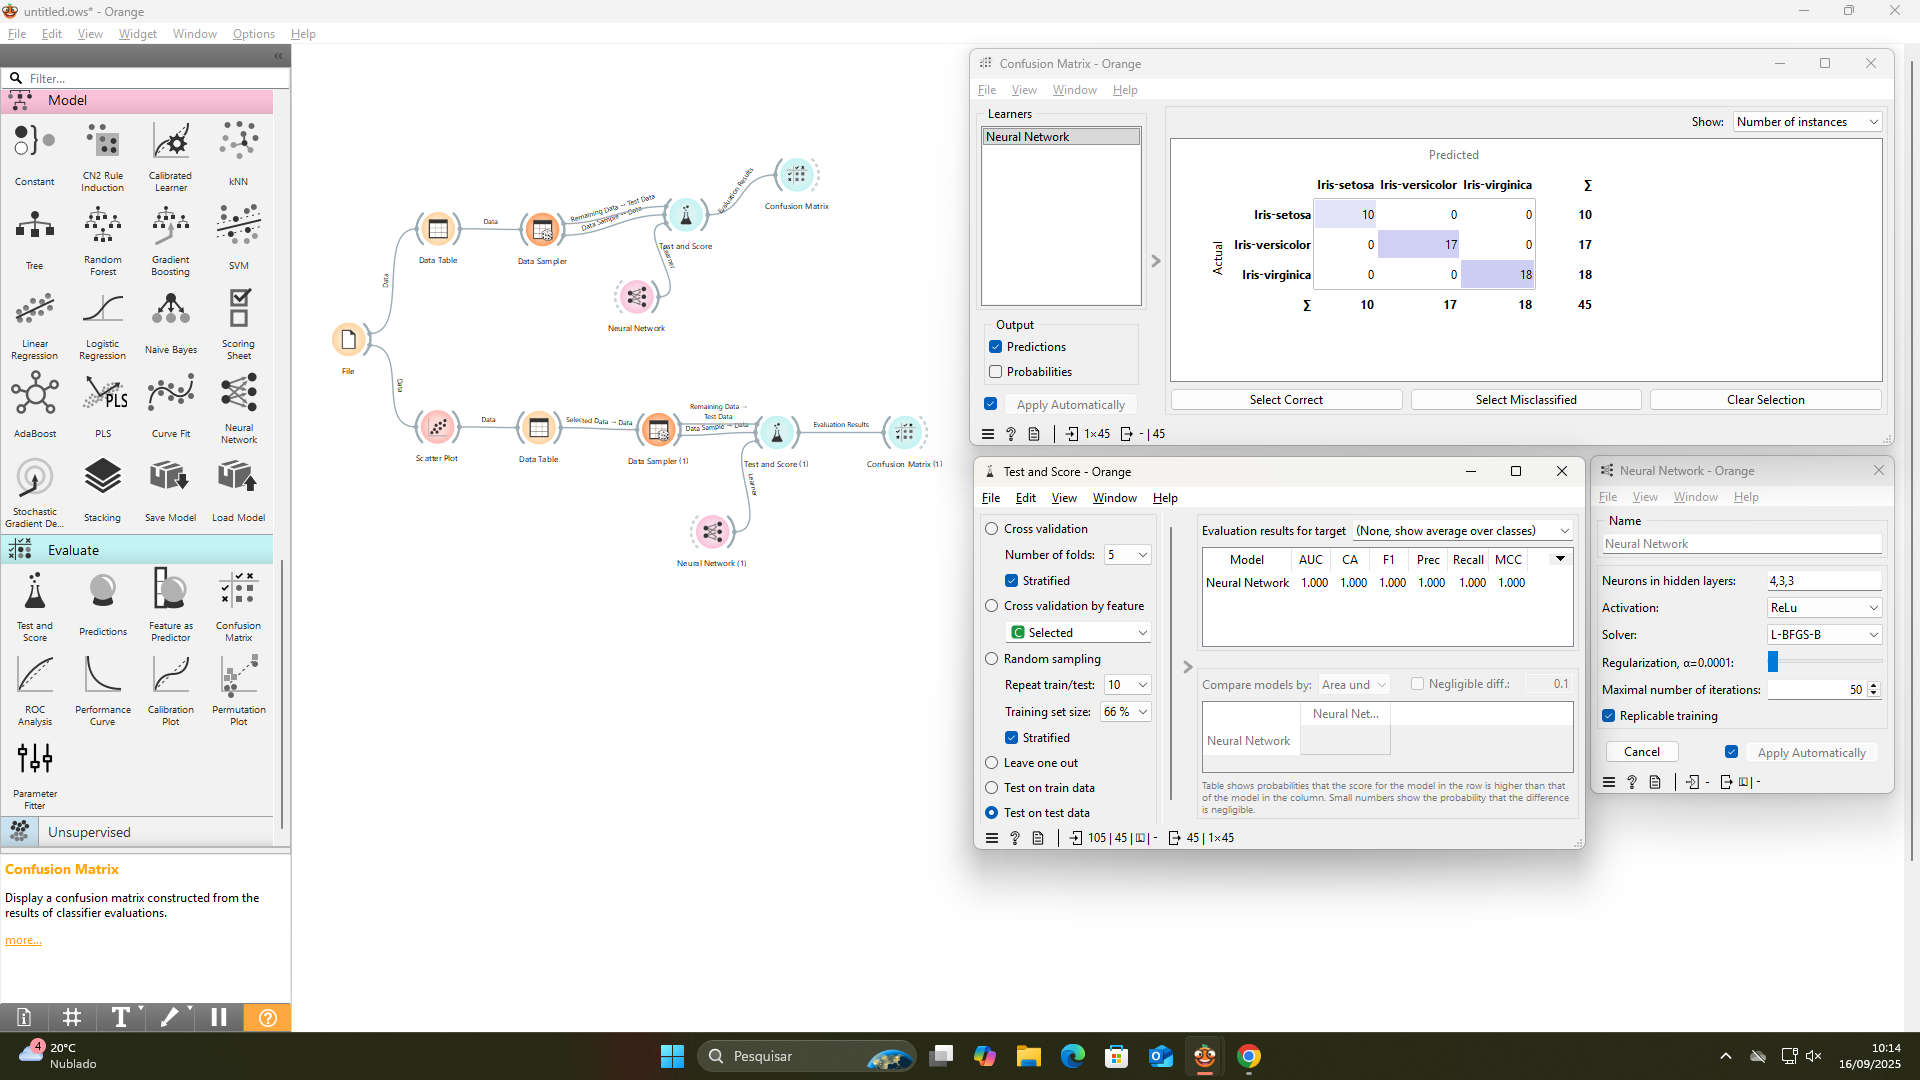 untitled.ows* - Orange
File Edit View Widget Window Options Help
Filter...
Model
Constant
CN2 Rule Induction
Calibrated Learner
kNN
Tree
Random Forest
Gradient Boosting
SVM
Linear Regression
Logistic Regression
Naive Bayes
Scoring Sheet
AdaBoost
PLS
PLS
Curve Fit
Neural Network
Stochastic Gradient De...
Stacking
Save Model
Load Model
Evaluate
Test and Score
Predictions
Feature as Predictor
Confusion Matrix
ROC Analysis
Performance Curve
Calibration Plot
Permutation Plot
Parameter Fitter
Unsupervised
Confusion Matrix
Display a confusion matrix constructed from the
results of classifier evaluations.
more...
File
Data
Data
Data Table
Data
Data Sampler
Remaining Data → Test Data
Data Sample → Data
Test and Score
Learner
Neural Network
Evaluation Results
Confusion Matrix
Scatter Plot
Data
Data Table
Selected Data → Data
Data Sampler (1)
Remaining Data →
Test Data
Data Sample → Data
Test and Score (1)
Learner
Neural Network (1)
Evaluation Results
Confusion Matrix (1)
Confusion Matrix - Orange
File View Window Help
Learners
Neural Network
Output
Predictions
Probabilities
Apply Automatically
Show: Number of instances
Predicted
Iris-setosa Iris-versicolor Iris-virginica Σ
Actual
Iris-setosa 10 0 0 10
Iris-versicolor 0 17 0 17
Iris-virginica 0 0 18 18
Σ 10 17 18 45
Select Correct
Select Misclassified
Clear Selection
1×45 - | 45
Test and Score - Orange
File Edit View Window Help
Cross validation
Number of folds: 5
Stratified
Cross validation by feature
C Selected
Random sampling
Repeat train/test: 10
Training set size: 66 %
Stratified
Leave one out
Test on train data
Test on test data
Evaluation results for target (None, show average over classes)
Model AUC CA F1 Prec Recall MCC
Neural Network 1.000 1.000 1.000 1.000 1.000 1.000
Compare models by: Area und Negligible diff.: 0.1
Neural Net...
Neural Network
Table shows probabilities that the score for the model in the row is higher than that
of the model in the column. Small numbers show the probability that the difference
is negligible.
105 | 45 | - 45 | 1×45
Neural Network - Orange
File View Window Help
Name
Neural Network
Neurons in hidden layers: 4,3,3
Activation: ReLu
Solver: L-BFGS-B
Regularization, α=0.0001:
Maximal number of iterations: 50
Replicable training
Cancel
Apply Automatically
- -
4
20°C
Nublado
Pesquisar
10:14
16/09/2025